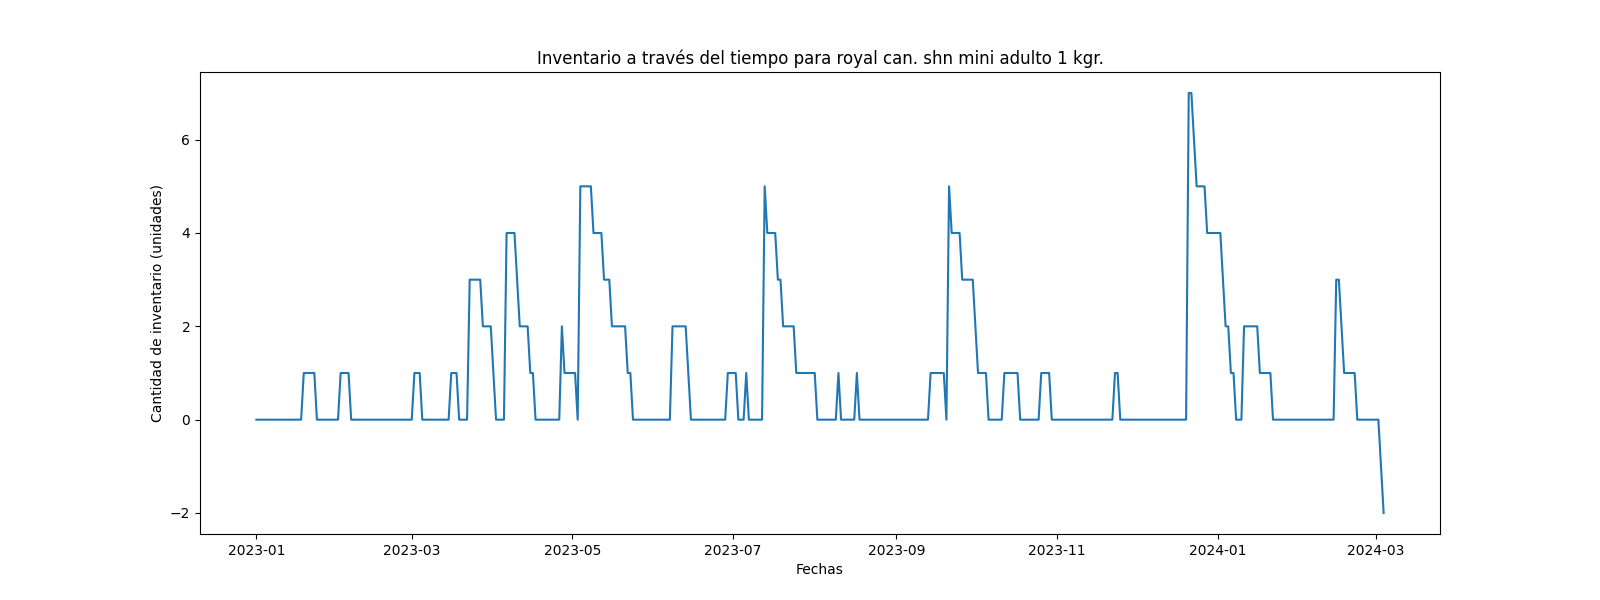 Inventario a través del tiempo para royal can. shn mini adulto 1 kgr.
Cantidad de inventario (unidades)
6
4
2
0
−2
2023-01 2023-03 2023-05 2023-07 2023-09 2023-11 2024-01 2024-03
Fechas